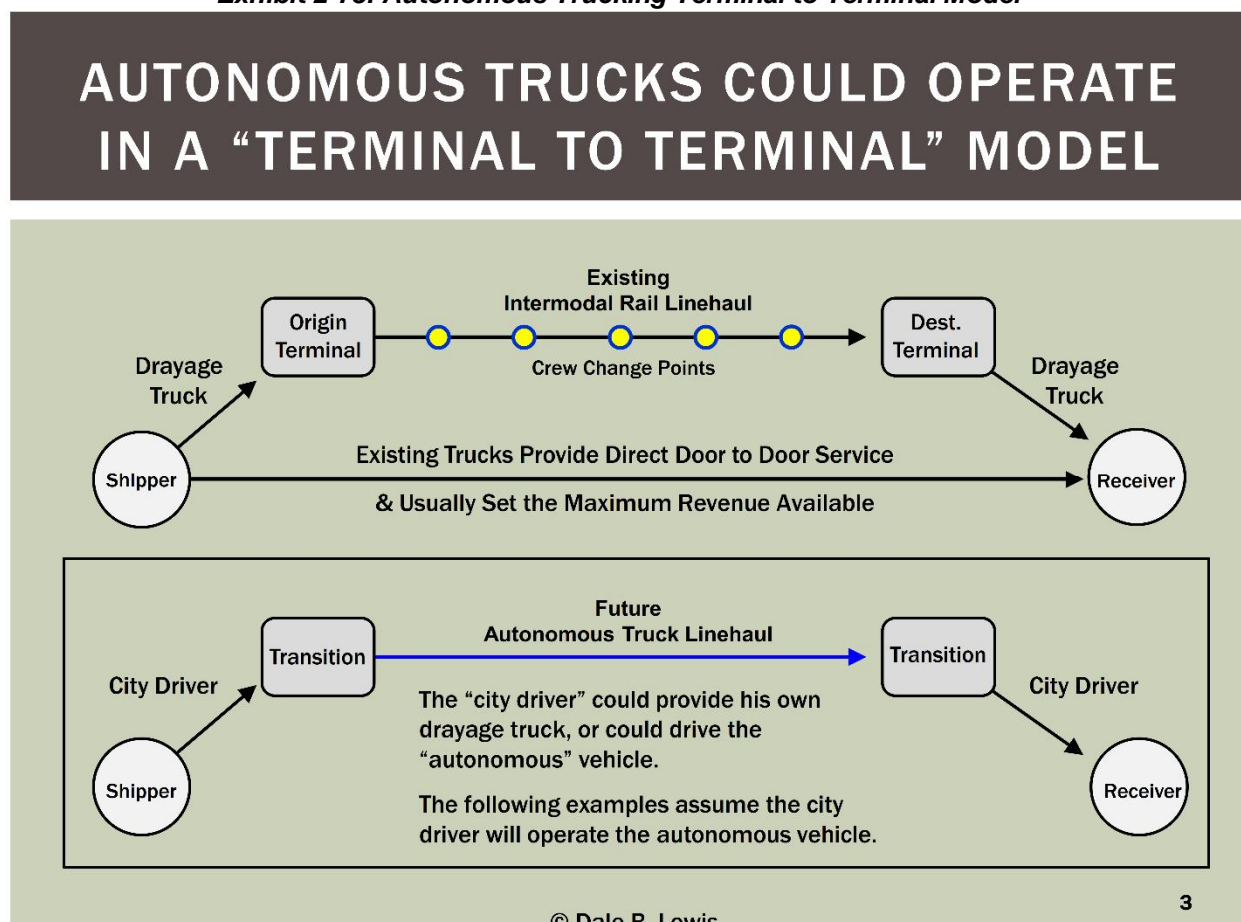 AUTONOMOUS TRUCKS COULD OPERATE
IN A “TERMINAL TO TERMINAL” MODEL
Existing
Intermodal Rail Linehaul
Origin
Terminal
Dest.
Terminal
Crew Change Points
Drayage
Truck
Drayage
Truck
Existing Trucks Provide Direct Door to Door Service
Shipper
Receiver
& Usually Set the Maximum Revenue Available
Future
Autonomous Truck Linehaul
Transition
Transition
City Driver
City Driver
The “city driver” could provide his own
drayage truck, or could drive the
“autonomous” vehicle.
Shipper
Receiver
The following examples assume the city
driver will operate the autonomous vehicle.
3
© Dale B. Lewis